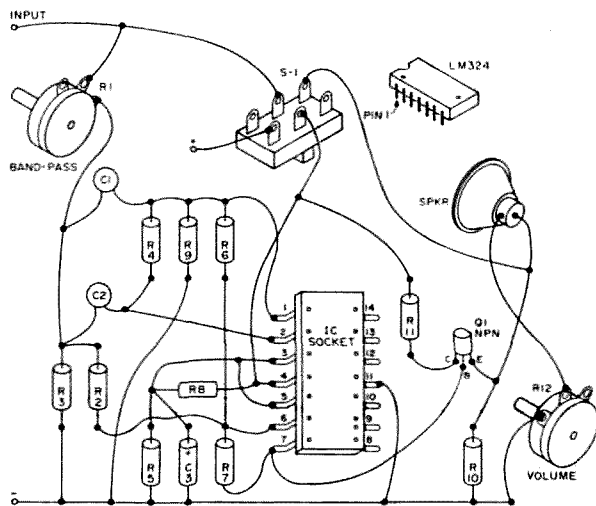 INPUT
R1
S-1
LM324
PIN 1
+
BAND-PASS
C1
SPKR
R4
R9
R6
C2
1
14
IC SOCKET
2
13
3
12
R11
Q1
NPN
4
11
C
E
B
R8
5
10
R3
R2
6
9
R12
7
8
R5
+
C3
R7
R10
VOLUME
-